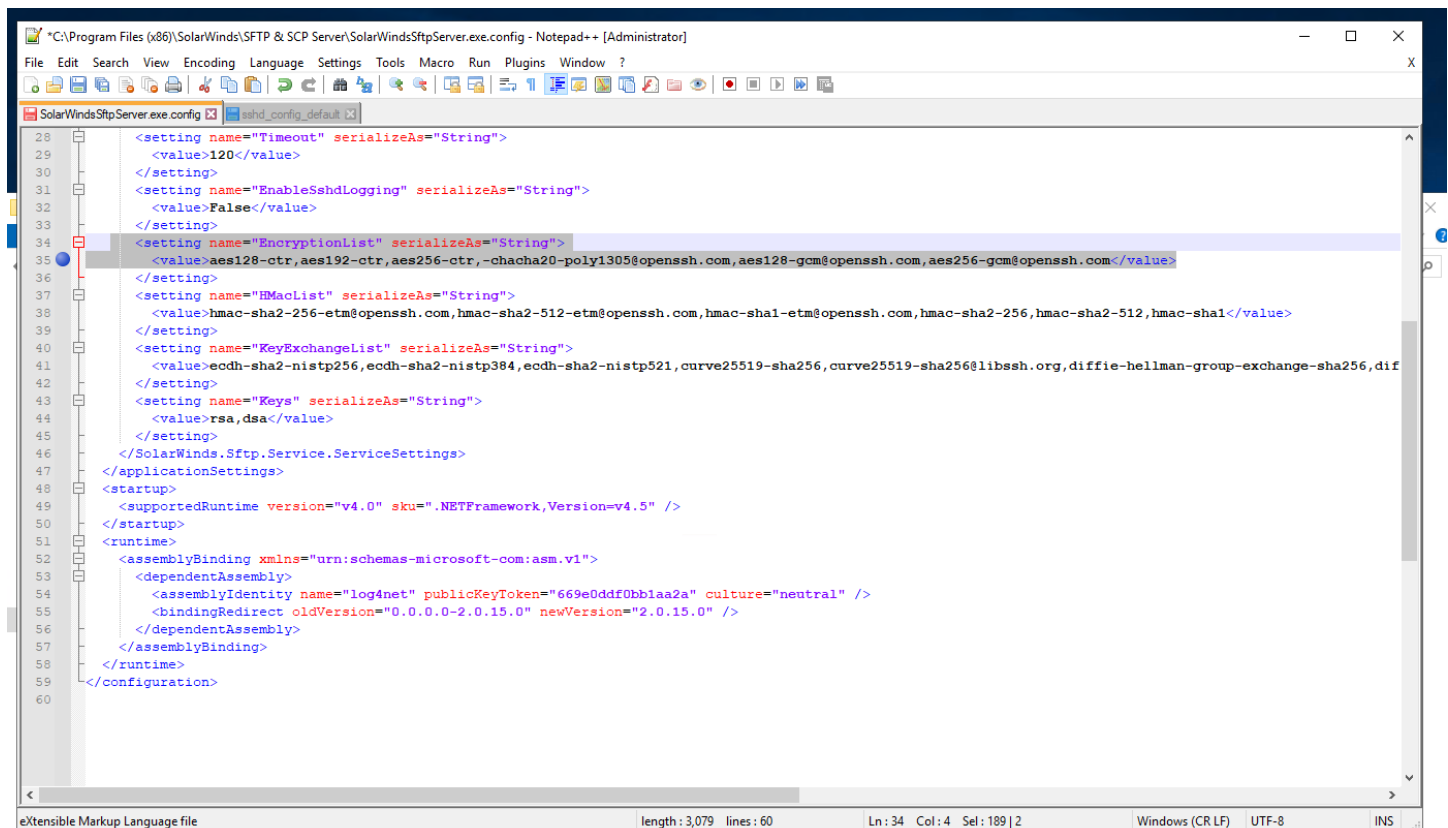 *C:\Program Files (x86)\SolarWinds\SFTP & SCP Server\SolarWindsSftpServer.exe.config - Notepad++ [Administrator]
File Edit Search View Encoding Language Settings Tools Macro Run Plugins Window ? X
SolarWindsSftpServer.exe.config sshd_config_default
28 <setting name="Timeout" serializeAs="String">
29 <value>120</value>
30 </setting>
31 <setting name="EnableSshdLogging" serializeAs="String">
32 <value>False</value>
33 </setting>
34 <setting name="EncryptionList" serializeAs="String">
35 <value>aes128-ctr,aes192-ctr,aes256-ctr,-chacha20-poly1305@openssh.com,aes128-gcm@openssh.com,aes256-gcm@openssh.com</value>
36 </setting>
37 <setting name="HMacList" serializeAs="String">
38 <value>hmac-sha2-256-etm@openssh.com,hmac-sha2-512-etm@openssh.com,hmac-sha1-etm@openssh.com,hmac-sha2-256,hmac-sha2-512,hmac-sha1</value>
39 </setting>
40 <setting name="KeyExchangeList" serializeAs="String">
41 <value>ecdh-sha2-nistp256,ecdh-sha2-nistp384,ecdh-sha2-nistp521,curve25519-sha256,curve25519-sha256@libssh.org,diffie-hellman-group-exchange-sha256,dif
42 </setting>
43 <setting name="Keys" serializeAs="String">
44 <value>rsa,dsa</value>
45 </setting>
46 </SolarWinds.Sftp.Service.ServiceSettings>
47 </applicationSettings>
48 <startup>
49 <supportedRuntime version="v4.0" sku=".NETFramework,Version=v4.5" />
50 </startup>
51 <runtime>
52 <assemblyBinding xmlns="urn:schemas-microsoft-com:asm.v1">
53 <dependentAssembly>
54 <assemblyIdentity name="log4net" publicKeyToken="669e0ddf0bb1aa2a" culture="neutral" />
55 <bindingRedirect oldVersion="0.0.0.0-2.0.15.0" newVersion="2.0.15.0" />
56 </dependentAssembly>
57 </assemblyBinding>
58 </runtime>
59 </configuration>
60
eXtensible Markup Language file length : 3,079 lines : 60 Ln : 34 Col : 4 Sel : 189 | 2 Windows (CR LF) UTF-8 INS